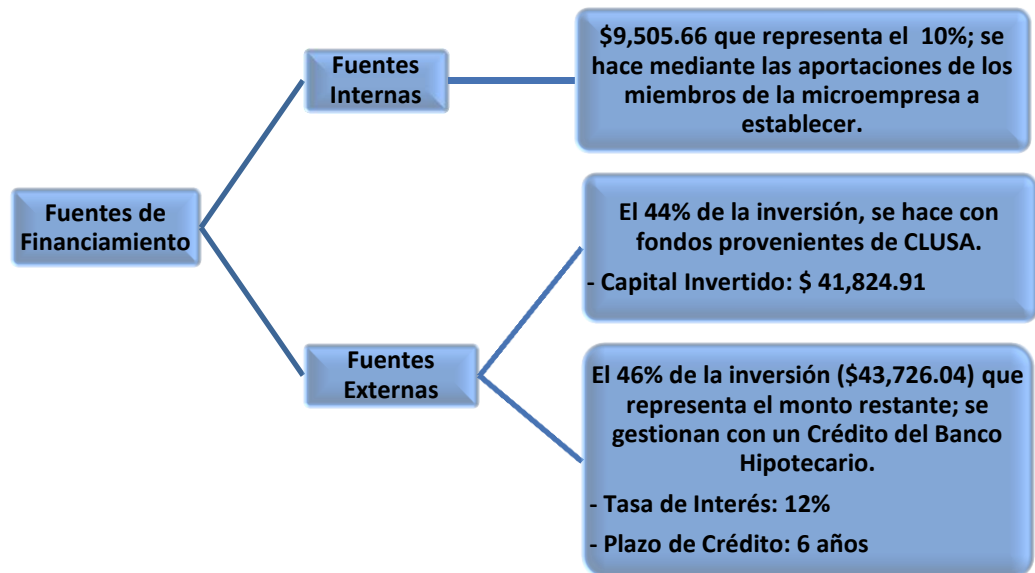 Fuentes de
Financiamiento
Fuentes
Internas
$9,505.66 que representa el 10%; se
hace mediante las aportaciones de los
miembros de la microempresa a
establecer.
Fuentes
Externas
El 44% de la inversión, se hace con
fondos provenientes de CLUSA.
- Capital Invertido: $ 41,824.91
El 46% de la inversión ($43,726.04) que
representa el monto restante; se
gestionan con un Crédito del Banco
Hipotecario.
- Tasa de Interés: 12%
- Plazo de Crédito: 6 años